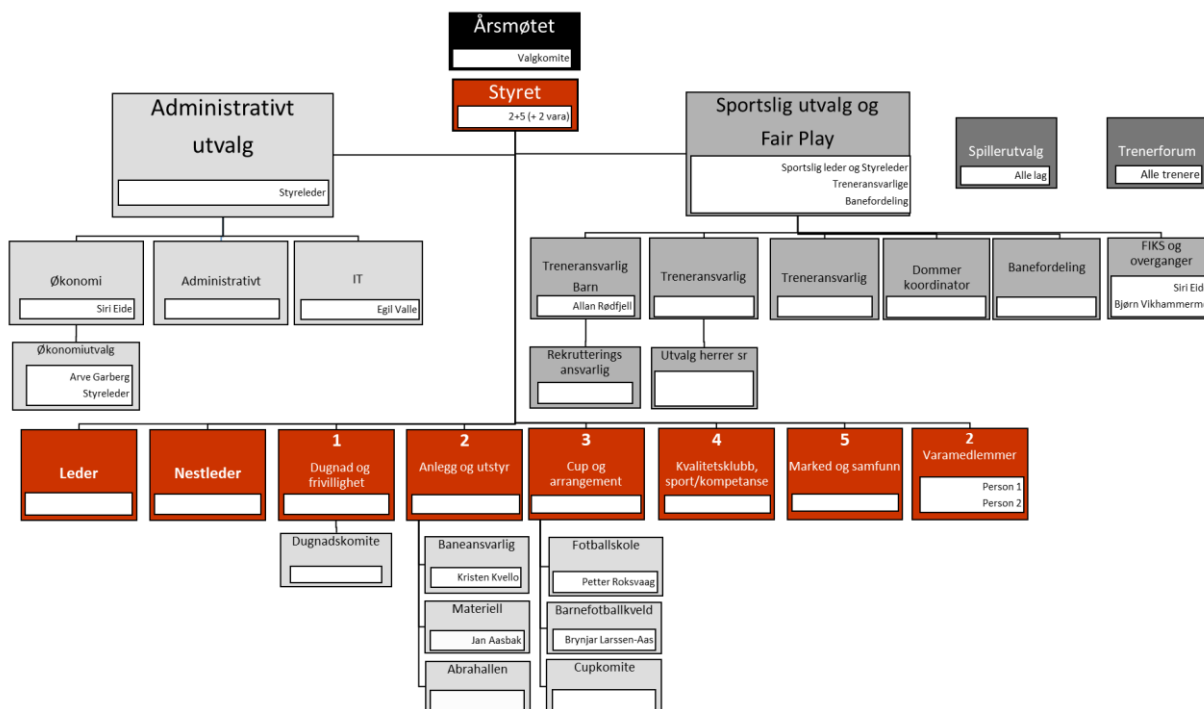 Årsmøtet
Valgkomite
Styret
2+5 (+ 2 vara)
Administrativt
utvalg
Styreleder
Sportslig utvalg og
Fair Play
Sportslig leder og Styreleder
Treneransvarlige
Banefordeling
Spillerutvalg
Alle lag
Trenerforum
Alle trenere
Økonomi
Siri Eide
Administrativt
IT
Egil Valle
Økonomiutvalg
Arve Garberg
Styreleder
Treneransvarlig
Barn
Allan Rødfjell
Treneransvarlig
Treneransvarlig
Dommer
koordinator
Banefordeling
FIKS og
overganger
Siri Eide
Bjørn
Rekrutterings
ansvarlig
Utvalg herrer sr
Leder
Nestleder
1
Dugnad og
frivillighet
2
Anlegg og utstyr
3
Cup og
arrangement
4
Kvalitetsklubb,
sport/kompetanse
5
Marked og samfunn
2
Varamedlemmer
Person 1
Person 2
Dugnadskomite
Baneansvarlig
Kristen Kvello
Materiell
Jan Aasbak
Abrahallen
Fotballskole
Petter Roksvaag
Barnefotballkveld
Brynjar Larssen-Aas
Cupkomite